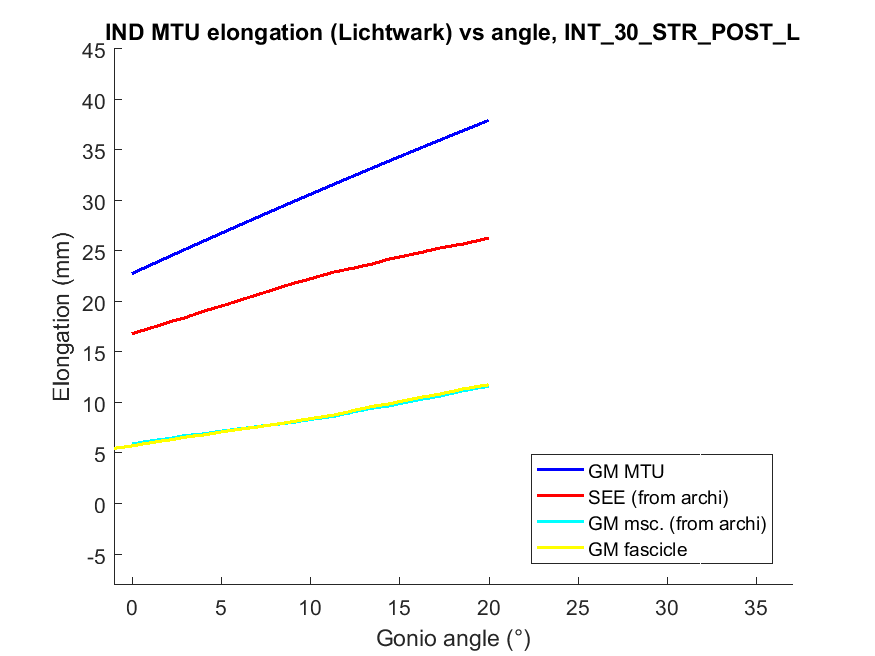 IND MTU elongation (Lichtwark) vs angle, INT_30_STR_POST_L
45
40
35
30
25
20
15
10
5
0
-5
Elongation (mm)
GM MTU
SEE (from archi)
GM msc. (from archi)
GM fascicle
0 5 10 15 20 25 30 35
Gonio angle (°)